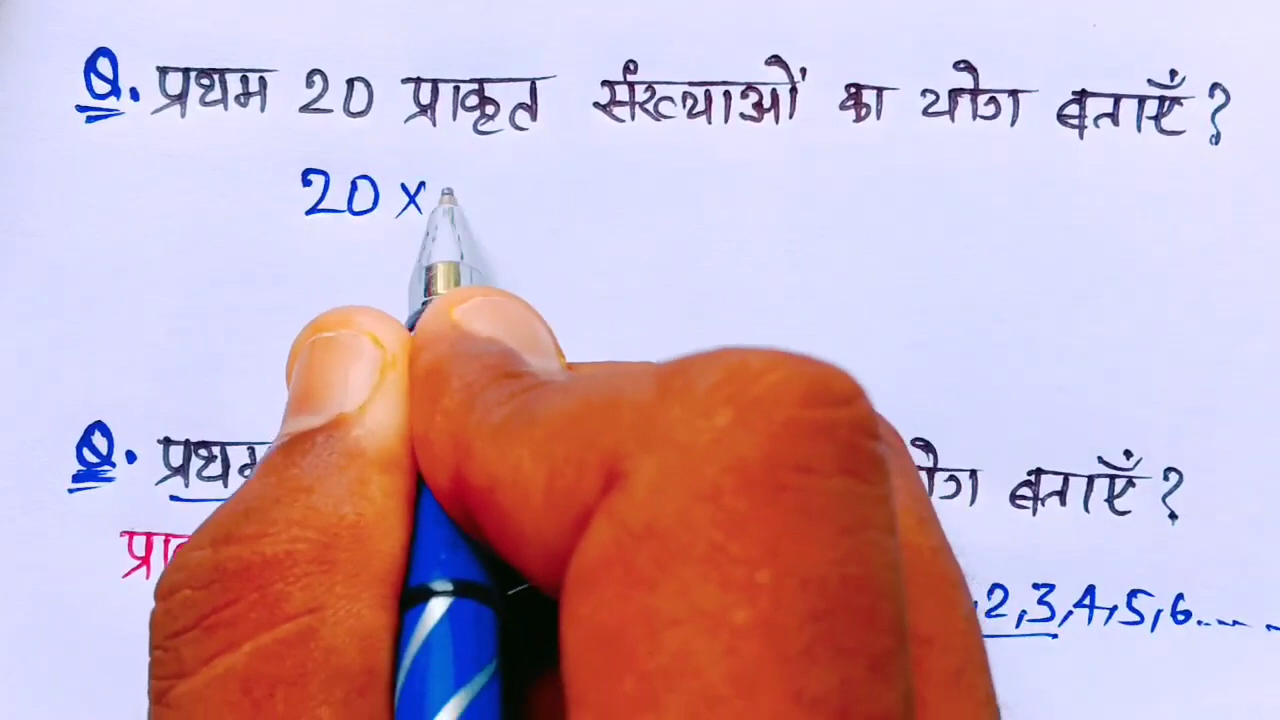 Q. प्रथम 20 प्राकृत संख्याओं का योग बताएँ?
20 ×
Q. प्रथम योग बताएँ?
2, 3, 4, 5, 6.....